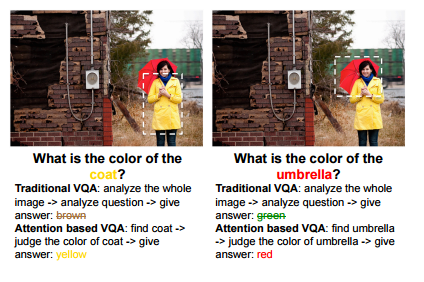 What is the color of the
coat?
Traditional VQA: analyze the whole
image -> analyze question -> give
answer: brown
Attention based VQA: find coat ->
judge the color of coat -> give
answer: yellow
What is the color of the
umbrella?
Traditional VQA: analyze the whole
image -> analyze question -> give
answer: green
Attention based VQA: find umbrella
-> judge the color of umbrella -> give
answer: red